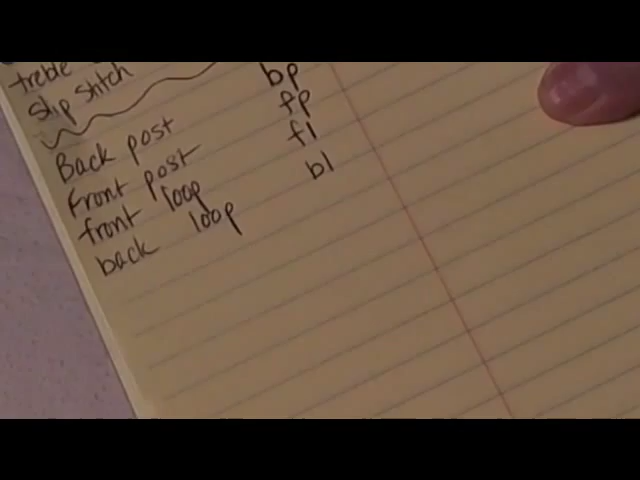 treble
slip stitch
Back post bp
Front post fp
front loop fl
back loop bl